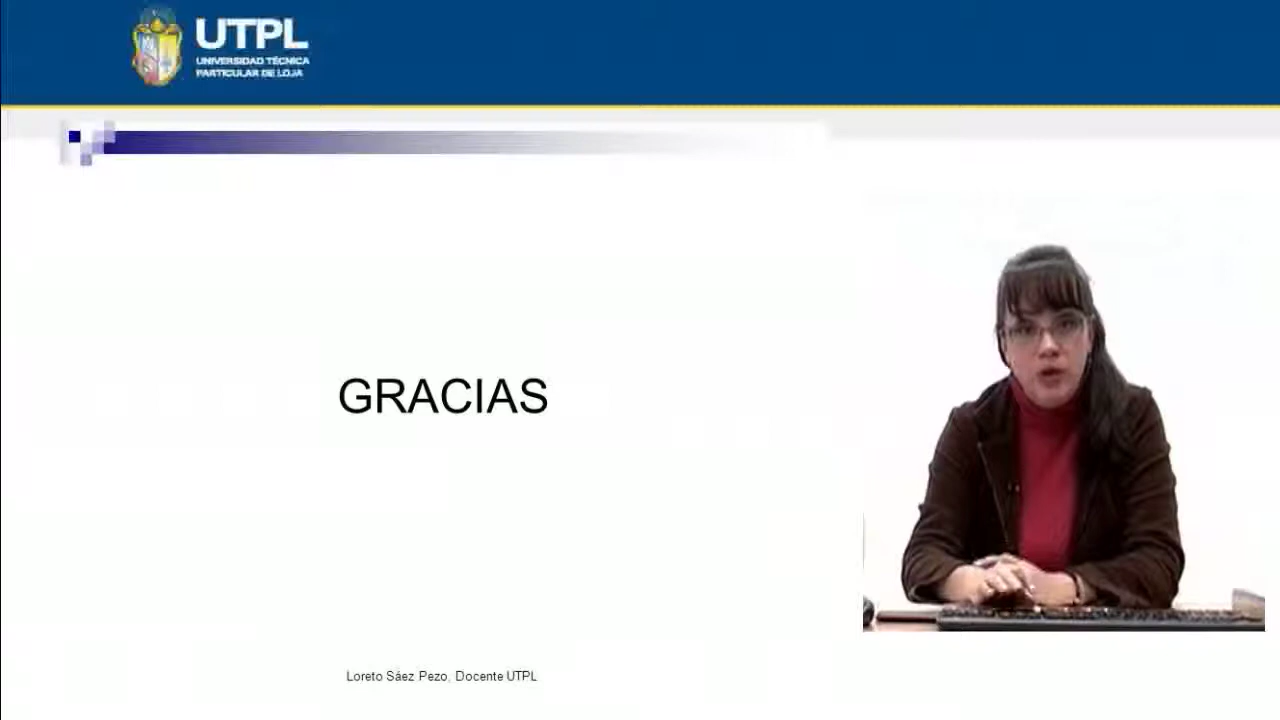 UTPL
UNIVERSIDAD TÉCNICA
PARTICULAR DE LOJA
GRACIAS
Loreto Sáez Pezo, Docente UTPL